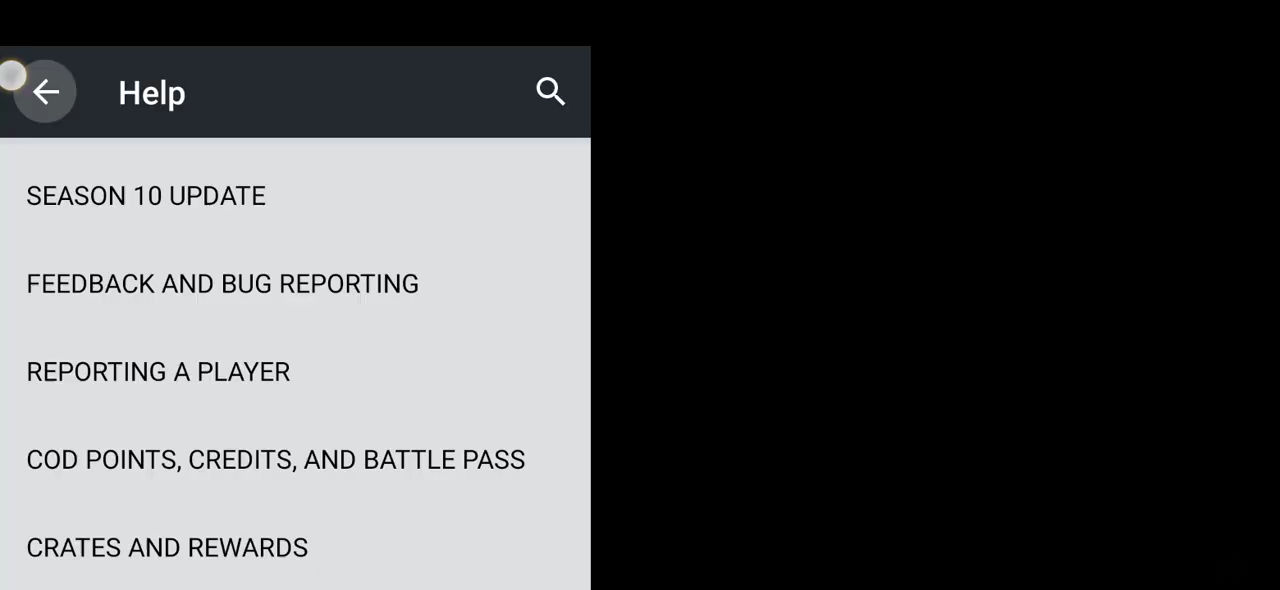 Help
SEASON 10 UPDATE
FEEDBACK AND BUG REPORTING
REPORTING A PLAYER
COD POINTS, CREDITS, AND BATTLE PASS
CRATES AND REWARDS